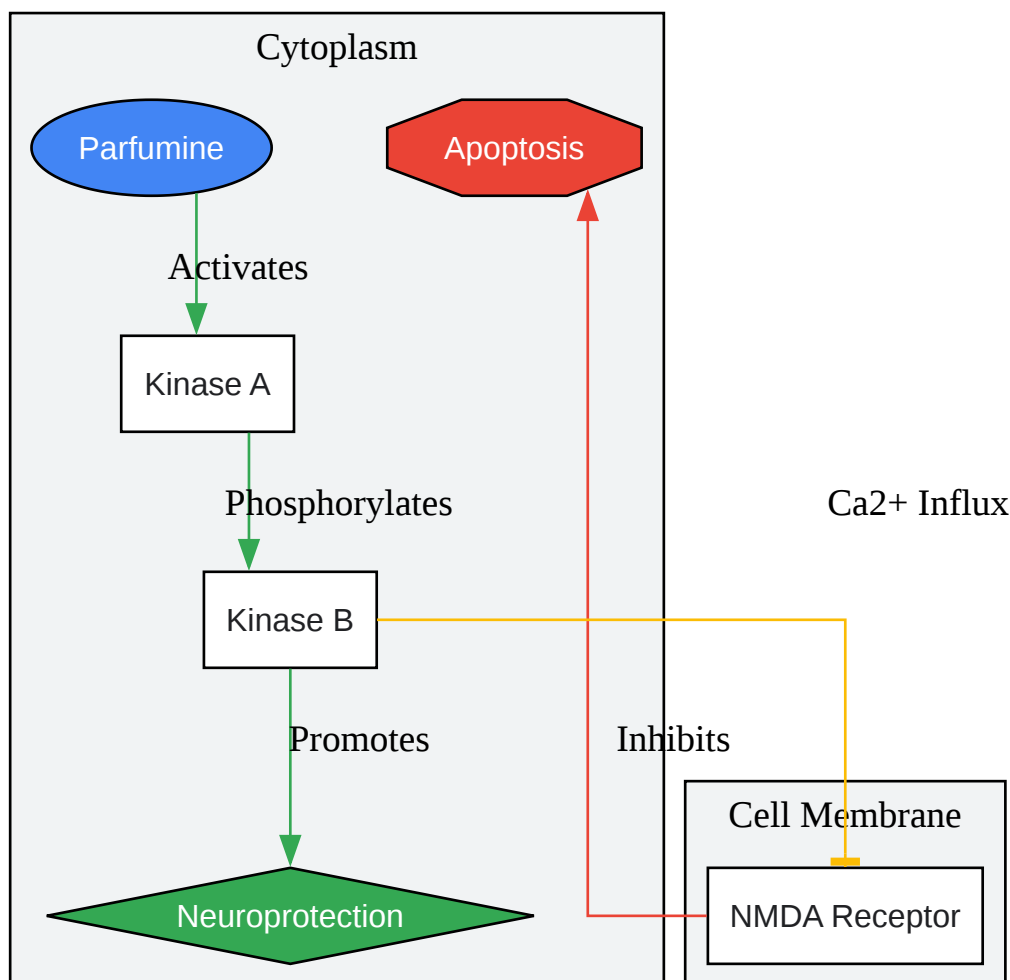 Cytoplasm
Parfumine
Apoptosis
Activates
Kinase A
Phosphorylates
Ca2+ Influx
Kinase B
Promotes
Inhibits
Cell Membrane
Neuroprotection
NMDA Receptor